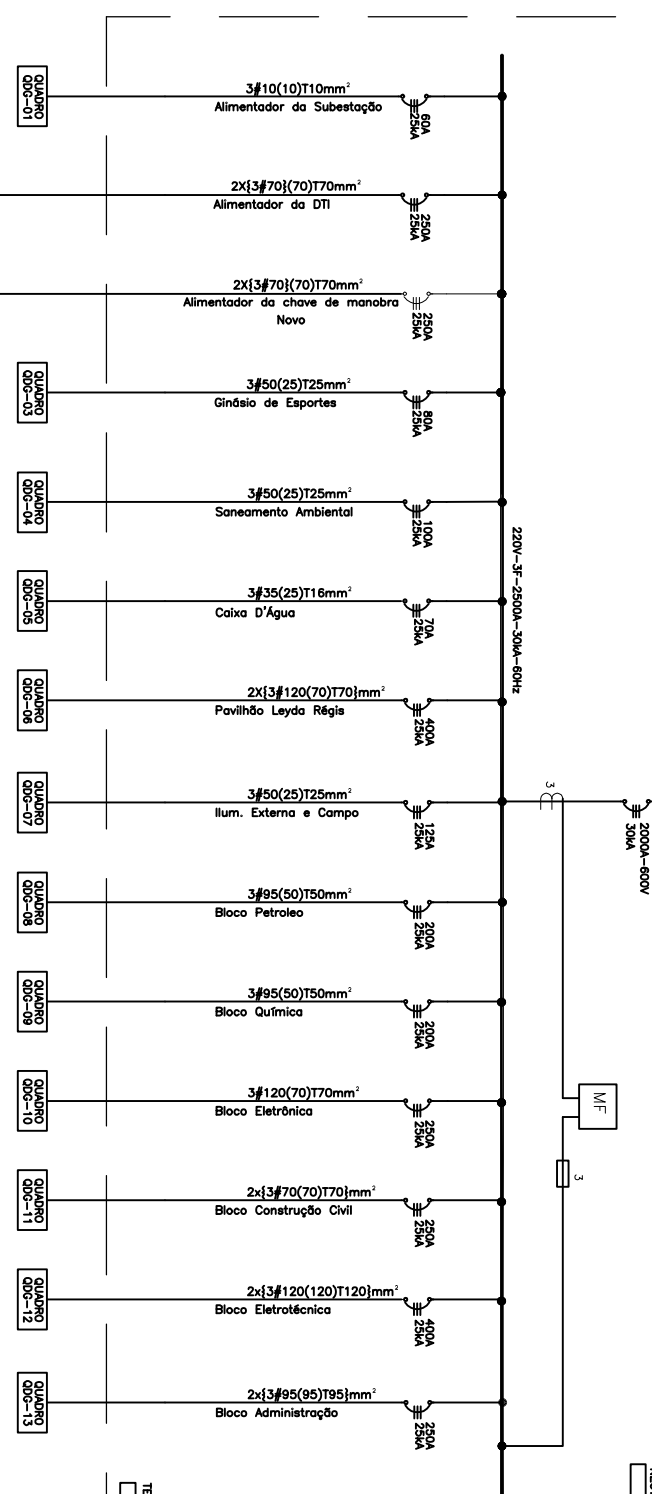 3#10(10)T10mm²
Alimentador da Subestação
60A
25kA
QUADRO
QDG-01
2X{3#70}(70)T70mm²
Alimentador da DTI
250A
25kA
2X{3#70}(70)T70mm²
Alimentador da chave de manobra
Novo
250A
25kA
3#50(25)T25mm²
Ginásio de Esportes
80A
25kA
QUADRO
QDG-03
3#50(25)T25mm²
Saneamento Ambiental
100A
25kA
QUADRO
QDG-04
220V-3F-2500A-30kA-60Hz
3#35(25)T16mm²
Caixa D'Água
70A
25kA
QUADRO
QDG-05
2X{3#120(70)T70}mm²
Pavilhão Leyda Régis
400A
25kA
QUADRO
QDG-06
3#50(25)T25mm²
Ilum. Externa e Campo
125A
25kA
QUADRO
QDG-07
3
2000A-600V
30kA
3#95(50)T50mm²
Bloco Petroleo
200A
25kA
QUADRO
QDG-08
3#95(50)T50mm²
Bloco Química
200A
25kA
QUADRO
QDG-09
3#120(70)T70mm²
Bloco Eletrônica
250A
25kA
QUADRO
QDG-10
MF
3
2x{3#70(70)T70}mm²
Bloco Construção Civil
250A
25kA
QUADRO
QDG-11
2x{3#120(120)T120}mm²
Bloco Eletrotécnica
400A
25kA
QUADRO
QDG-12
2x{3#95(95)T95}mm²
Bloco Administração
250A
25kA
QUADRO
QDG-13